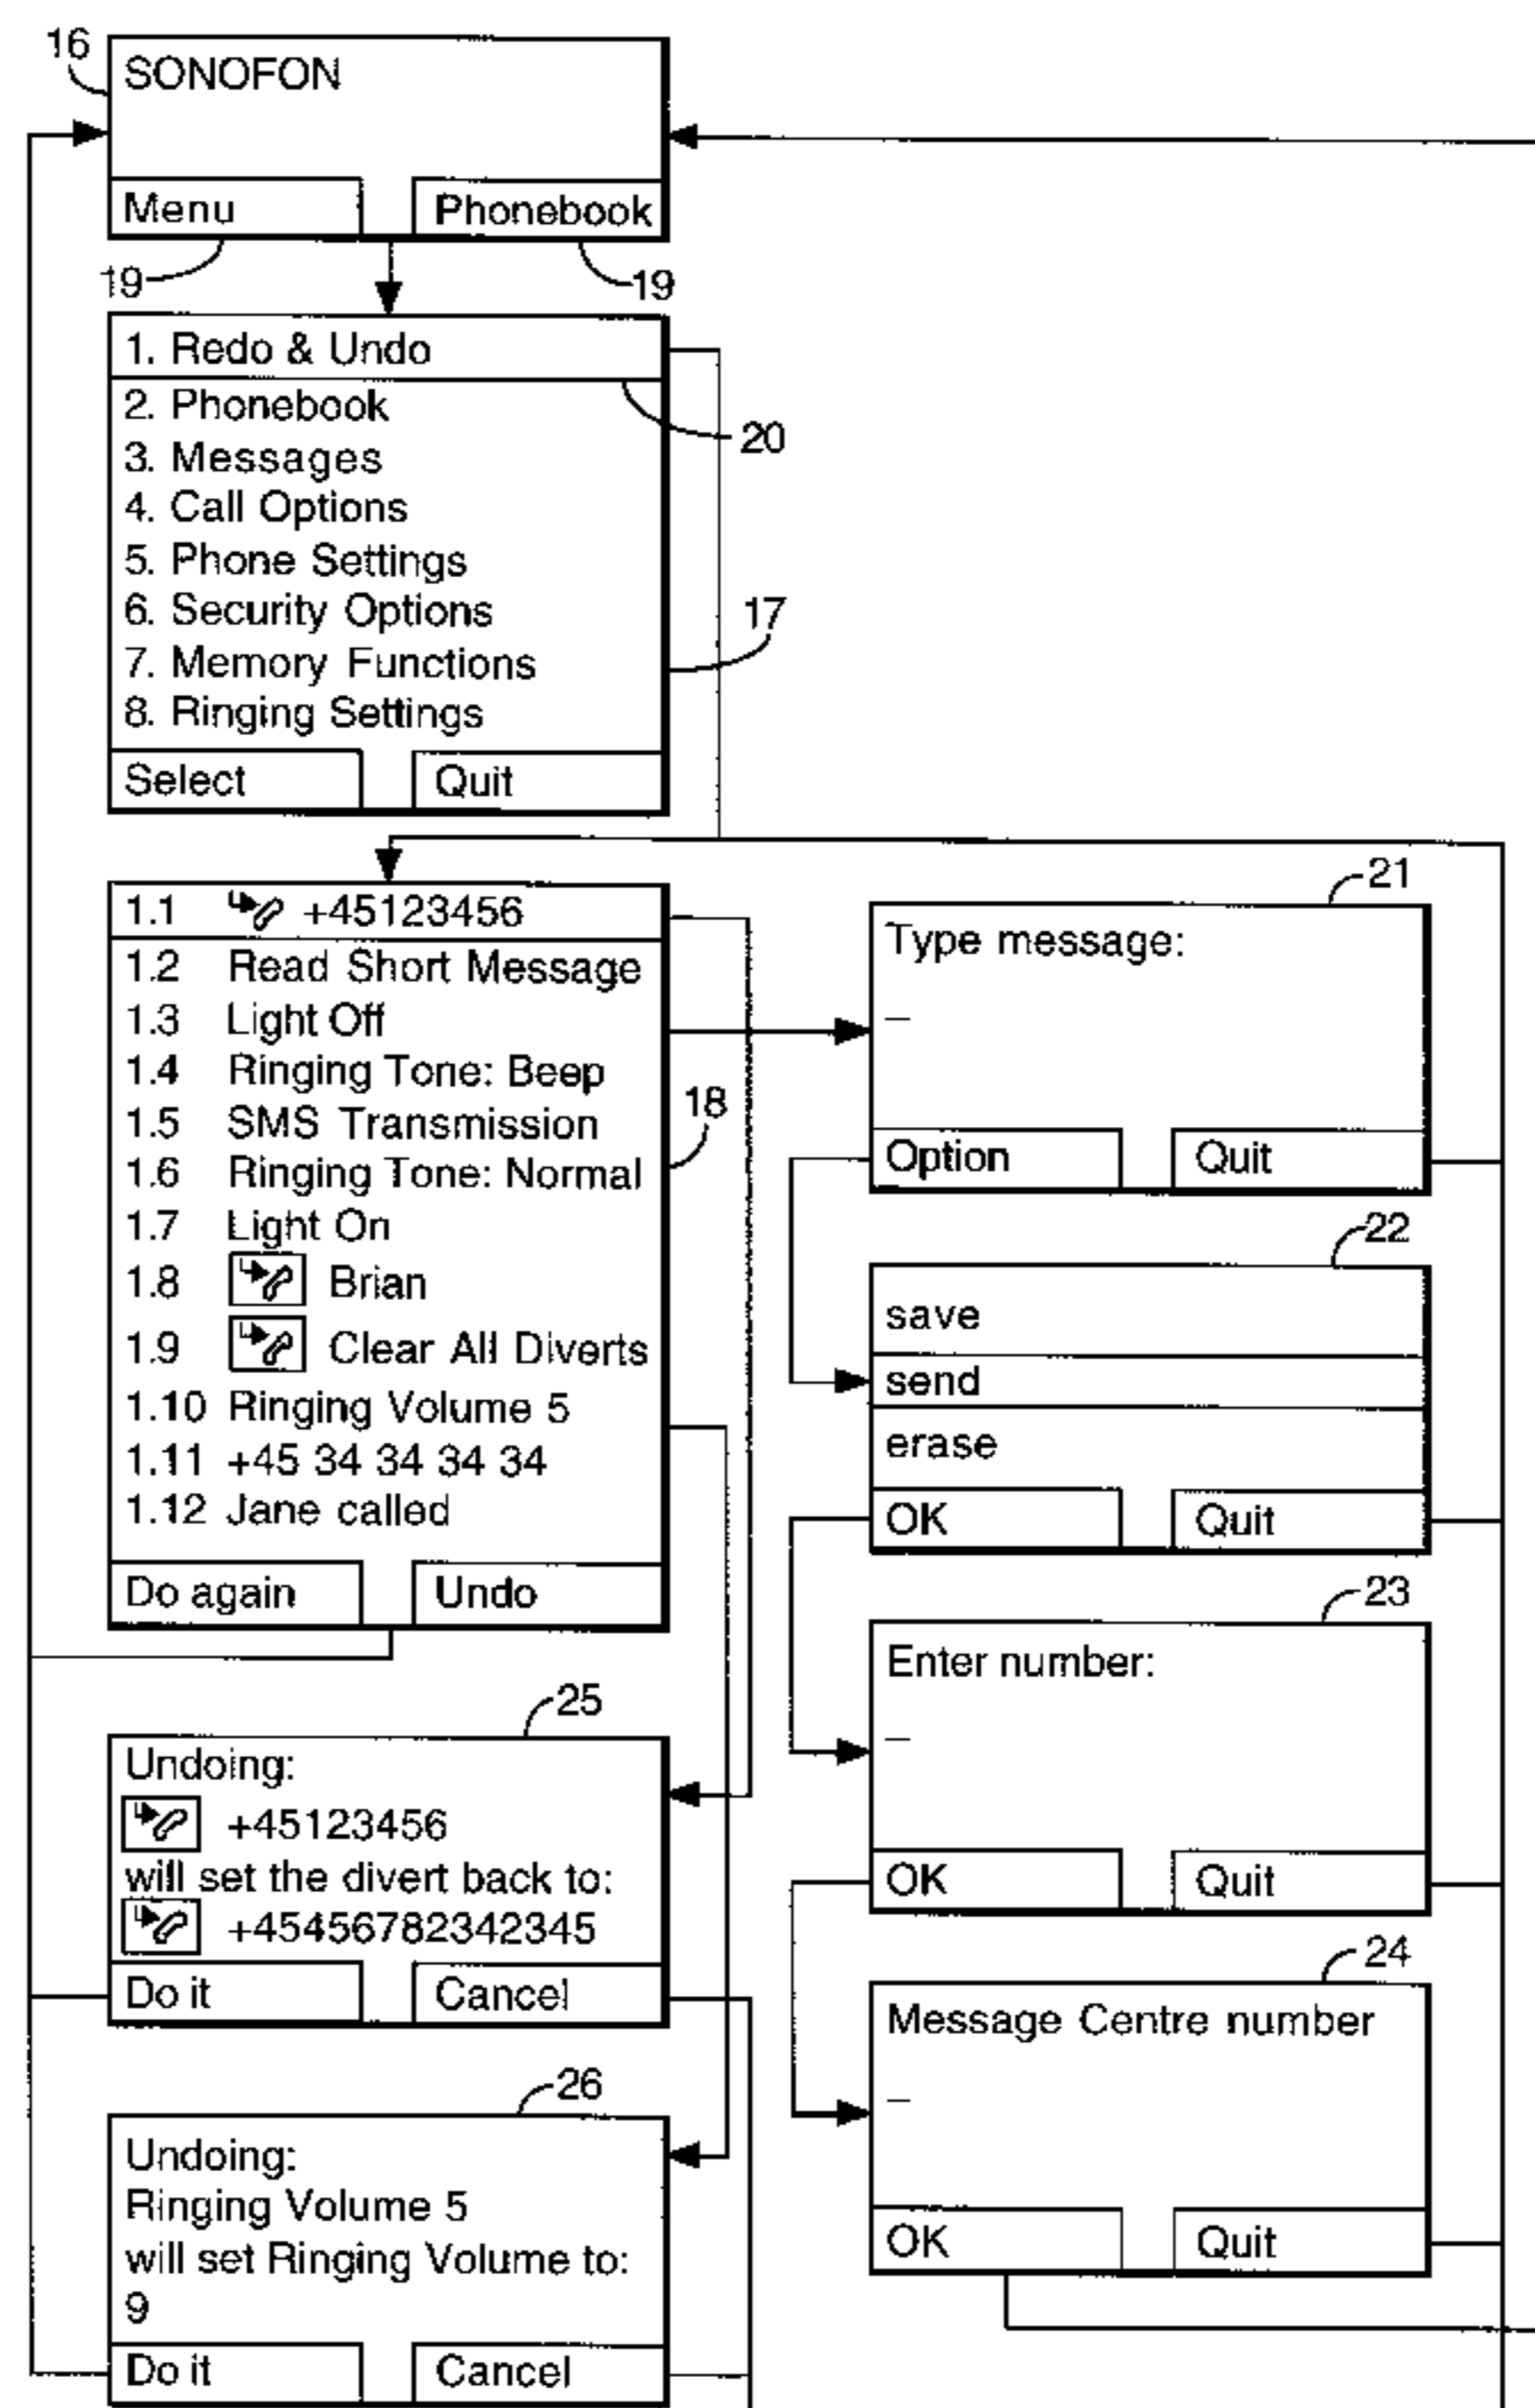 16
SONOFON
Menu
Phonebook
19
19
1. Redo & Undo
20
2. Phonebook
3. Messages
4. Call Options
5. Phone Settings
6. Security Options
17
7. Memory Functions
8. Ringing Settings
Select
Quit
1.1 +45123456
1.2 Read Short Message
1.3 Light Off
1.4 Ringing Tone: Beep
18
1.5 SMS Transmission
1.6 Ringing Tone: Normal
1.7 Light On
1.8 Brian
1.9 Clear All Diverts
1.10 Ringing Volume 5
1.11 +45 34 34 34 34
1.12 Jane called
Do again
Undo
21
Type message:
_
Option
Quit
22
save
send
erase
OK
Quit
23
Enter number:
_
OK
Quit
24
Message Centre number
_
OK
Quit
25
Undoing:
+45123456
will set the divert back to:
+45456782342345
Do it
Cancel
26
Undoing:
Ringing Volume 5
will set Ringing Volume to:
9
Do it
Cancel